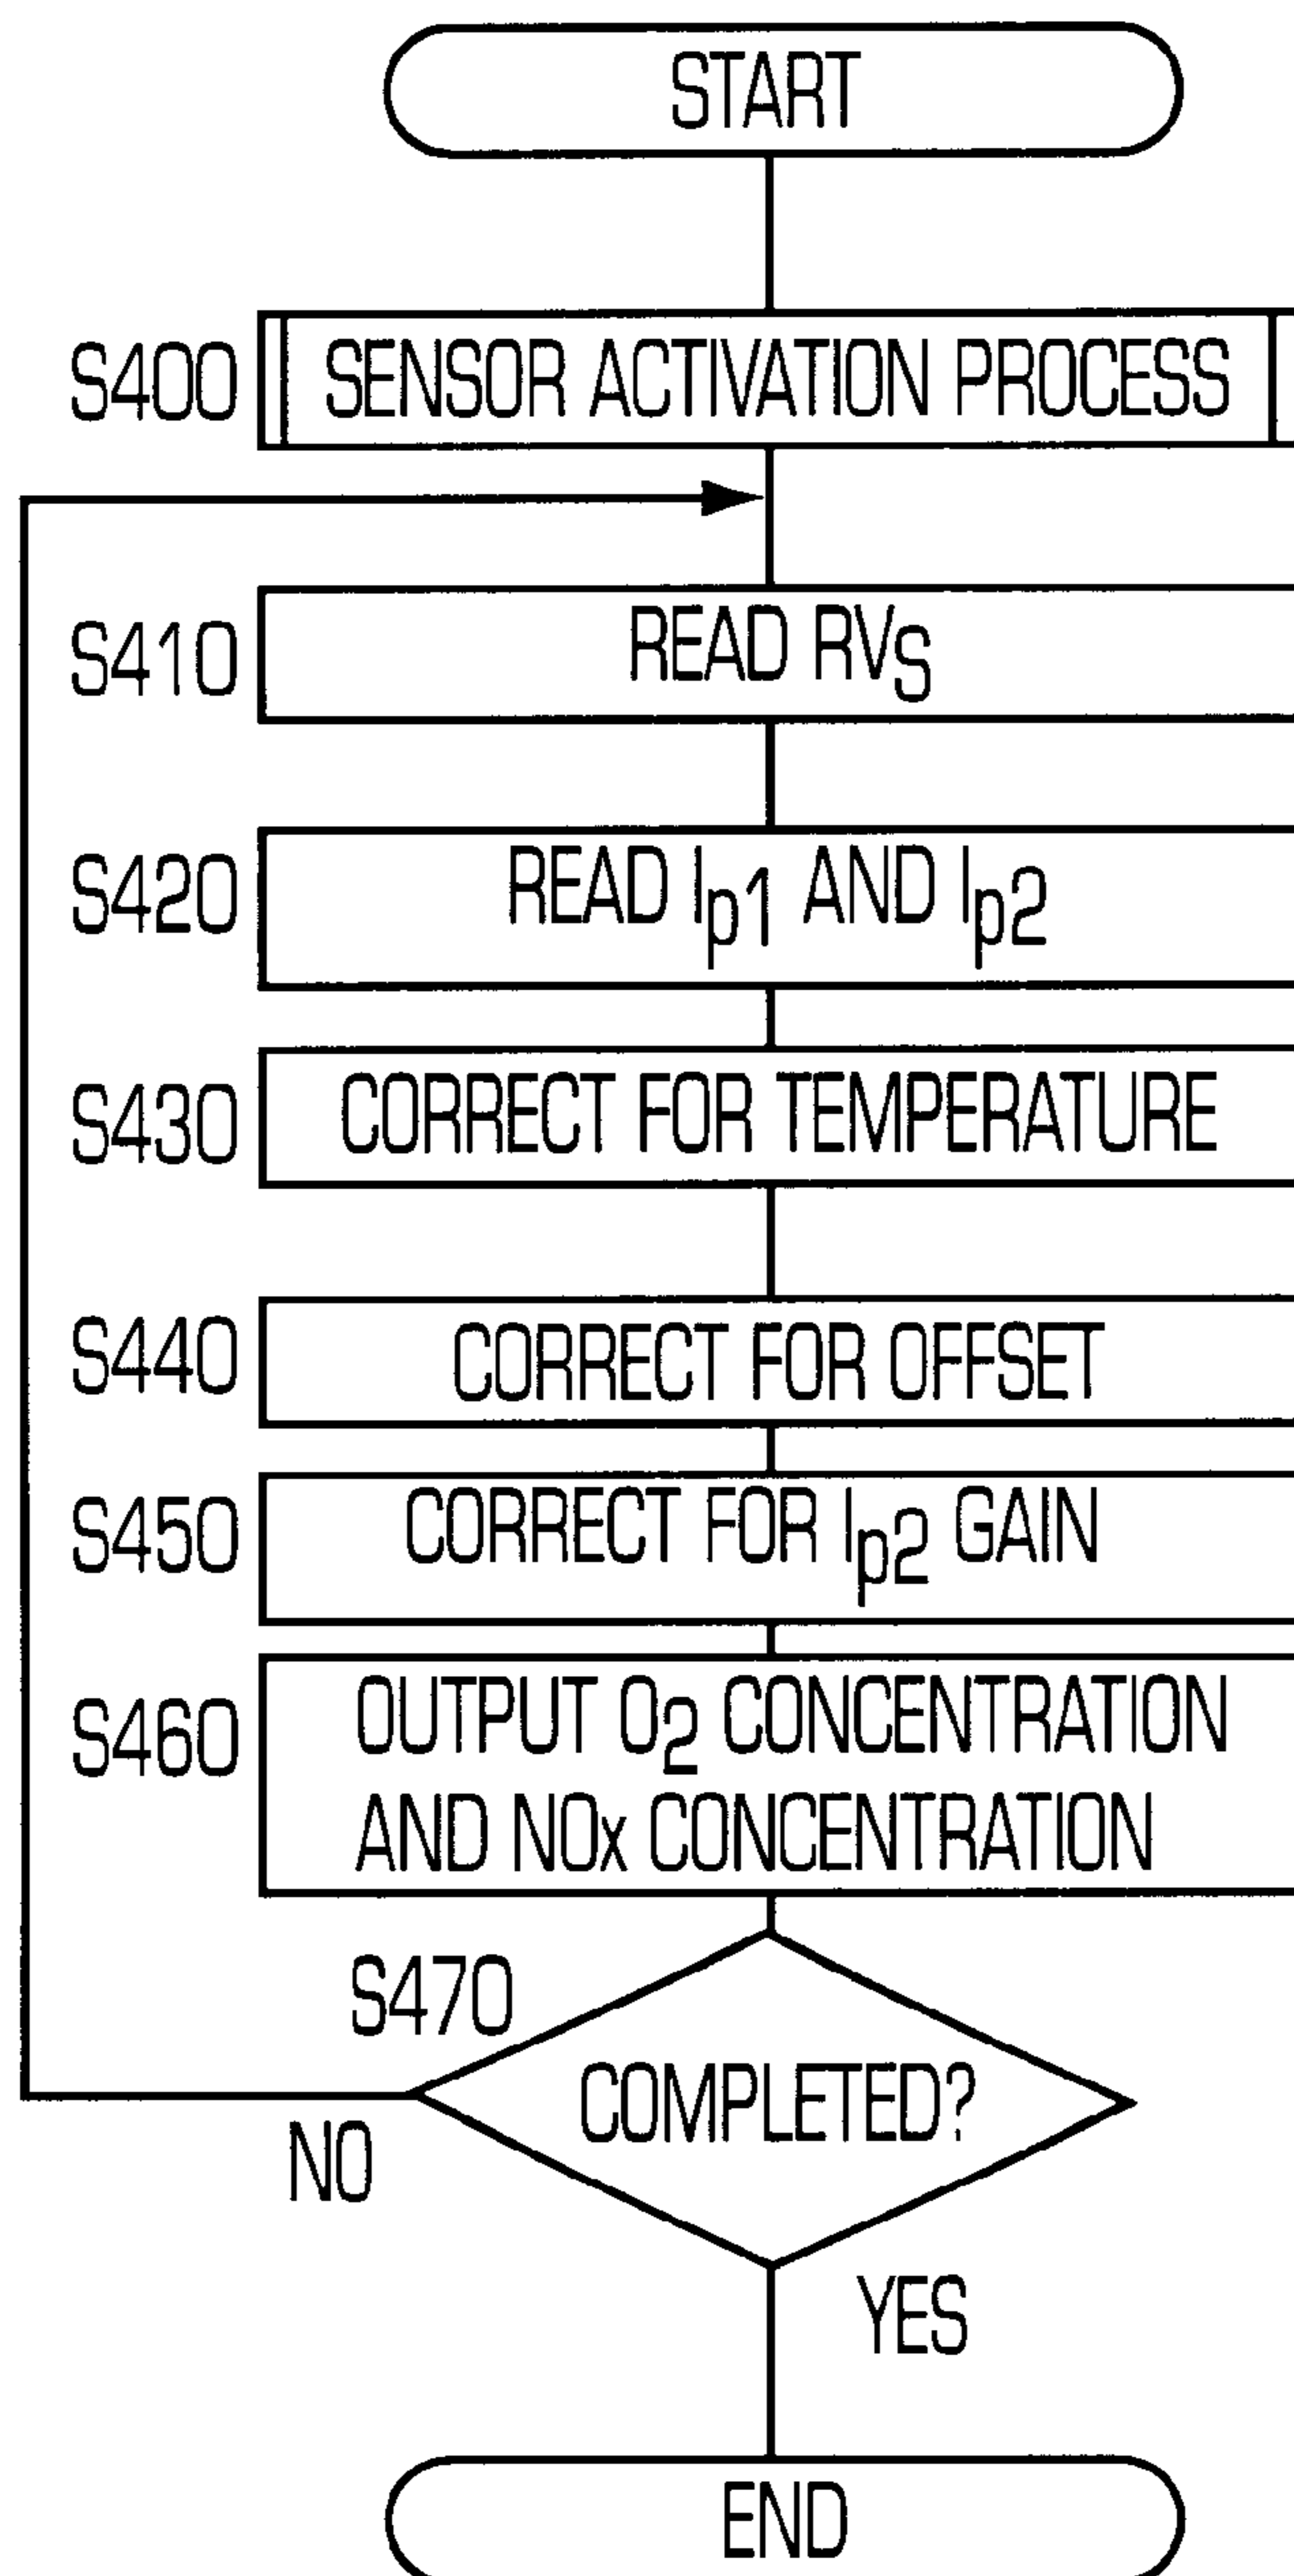 START
S400 SENSOR ACTIVATION PROCESS
S410 READ RVS
S420 READ Ip1 AND Ip2
S430 CORRECT FOR TEMPERATURE
S440 CORRECT FOR OFFSET
S450 CORRECT FOR Ip2 GAIN
S460 OUTPUT O2 CONCENTRATION
AND NOx CONCENTRATION
S470
COMPLETED?
NO
YES
END